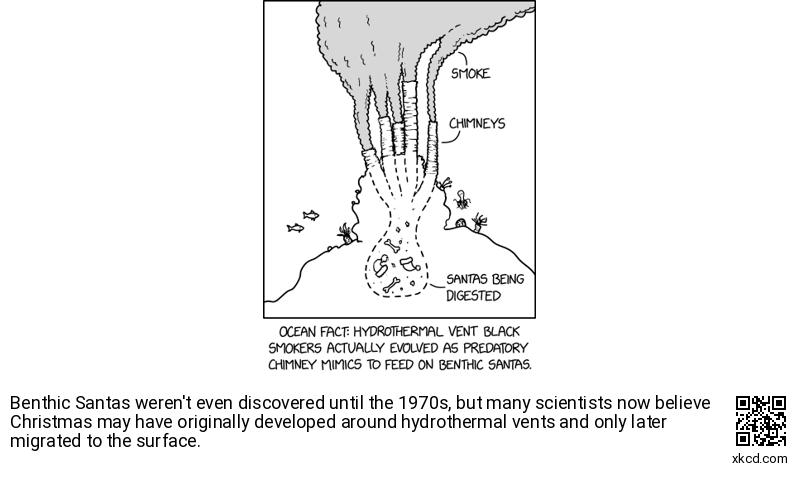 SMOKE
CHIMNEYS
SANTAS BEING
DIGESTED
OCEAN FACT: HYDROTHERMAL VENT BLACK
SMOKERS ACTUALLY EVOLVED AS PREDATORY
CHIMNEY MIMICS TO FEED ON BENTHIC SANTAS.
Benthic Santas weren't even discovered until the 1970s, but many scientists now believe
Christmas may have originally developed around hydrothermal vents and only later
migrated to the surface.
xkcd.com